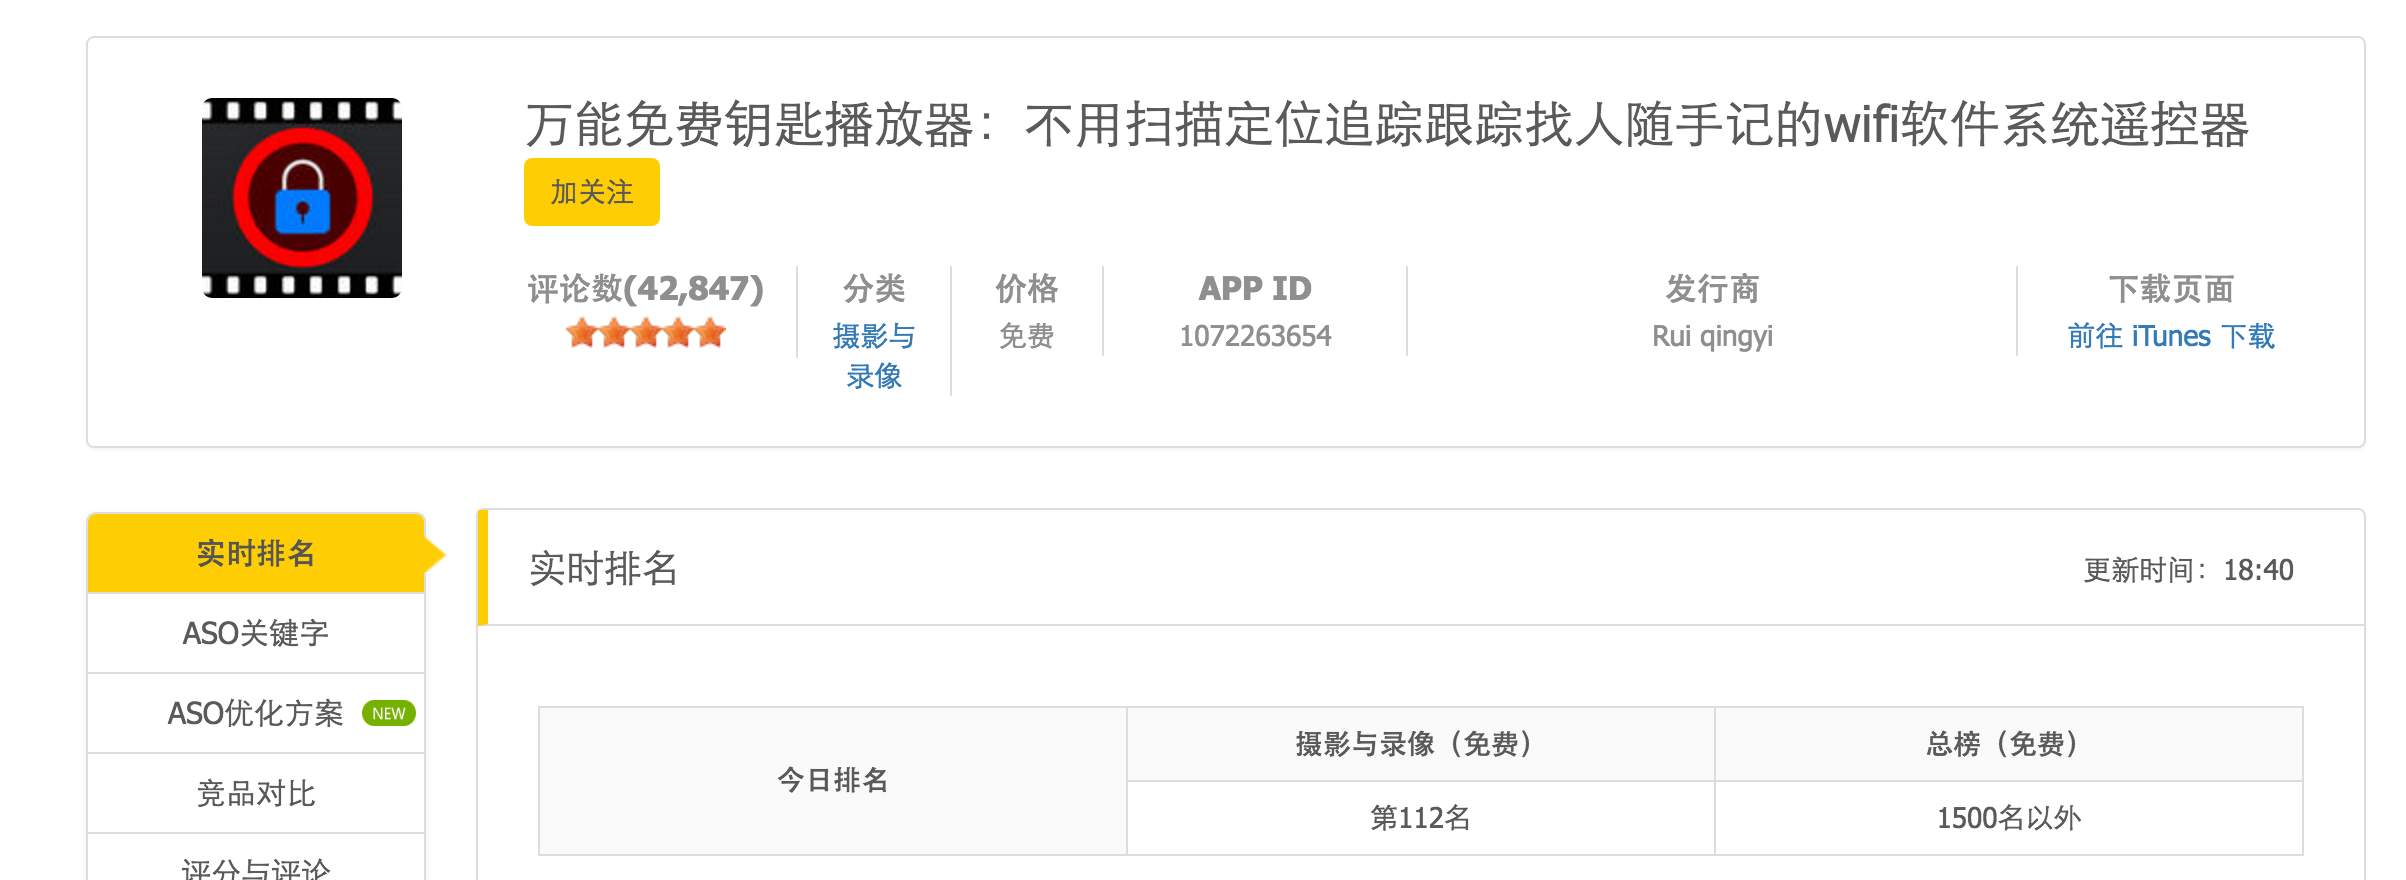 万能免费钥匙播放器：不用扫描定位追踪跟踪找人随手记的wifi软件系统遥控器
加关注
评论数(42,847)
分类
摄影与
录像
价格
免费
APP ID
1072263654
发行商
Rui qingyi
下载页面
前往 iTunes 下载
实时排名
ASO关键字
ASO优化方案 NEW
竞品对比
评分与评论
实时排名
更新时间：18:40
今日排名
摄影与录像（免费）
总榜（免费）
第112名
1500名以外